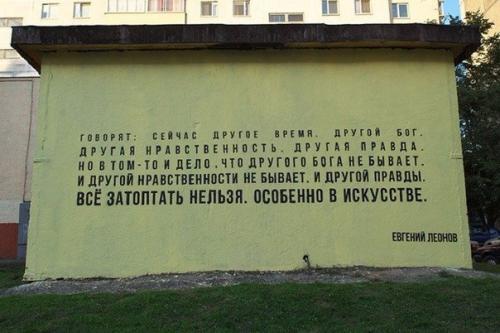 ГОВОРЯТ: СЕЙЧАС ДРУГОЕ ВРЕМЯ, ДРУГОЙ БОГ,
ДРУГАЯ НРАВСТВЕННОСТЬ, ДРУГАЯ ПРАВДА.
НО В ТОМ-ТО И ДЕЛО, ЧТО ДРУГОГО БОГА НЕ БЫВАЕТ.
И ДРУГОЙ НРАВСТВЕННОСТИ НЕ БЫВАЕТ. И ДРУГОЙ ПРАВДЫ.
ВСЁ ЗАТОПТАТЬ НЕЛЬЗЯ. ОСОБЕННО В ИСКУССТВЕ.
ЕВГЕНИЙ ЛЕОНОВ